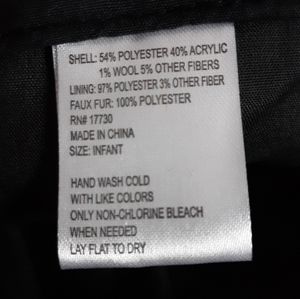 SHELL: 54% POLYESTER 40% ACRYLIC
1% WOOL 5% OTHER FIBERS
LINING: 97% POLYESTER 3% OTHER FIBER
FAUX FUR: 100% POLYESTER
RN# 17730
MADE IN CHINA
SIZE: INFANT
HAND WASH COLD
WITH LIKE COLORS
ONLY NON-CHLORINE BLEACH
WHEN NEEDED
LAY FLAT TO DRY